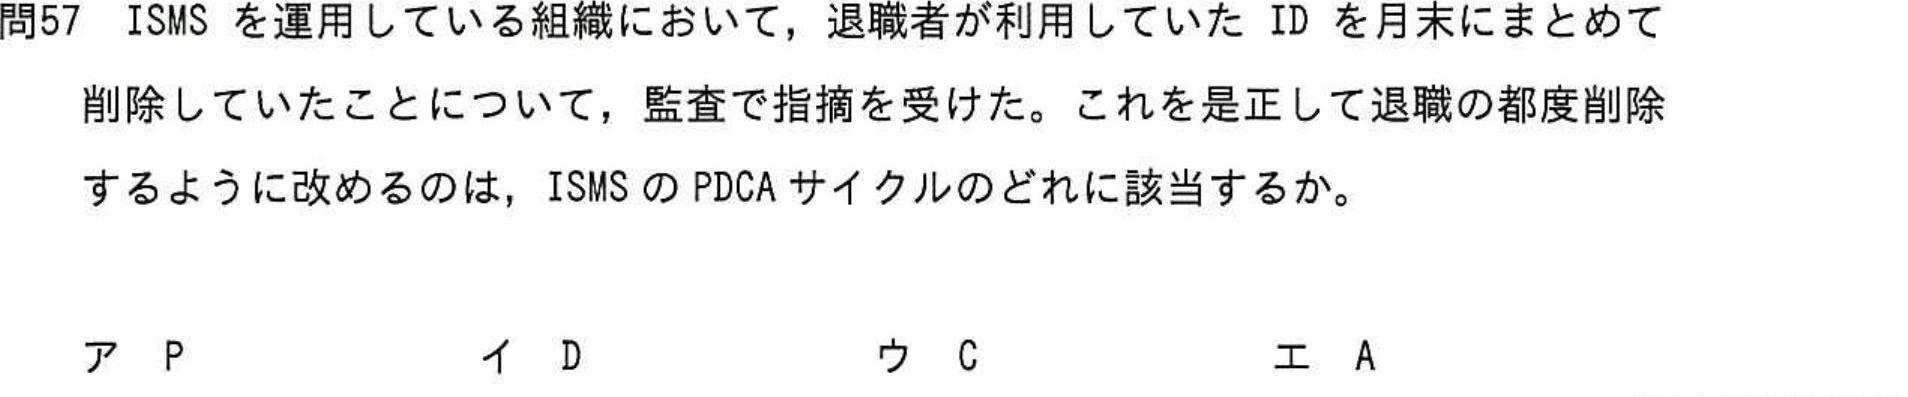 問57 ISMS を運用している組織において，退職者が利用していた ID を月末にまとめて
削除していたことについて，監査で指摘を受けた。これを是正して退職の都度削除
するように改めるのは，ISMS の PDCA サイクルのどれに該当するか。
ア P イ D ウ C エ A